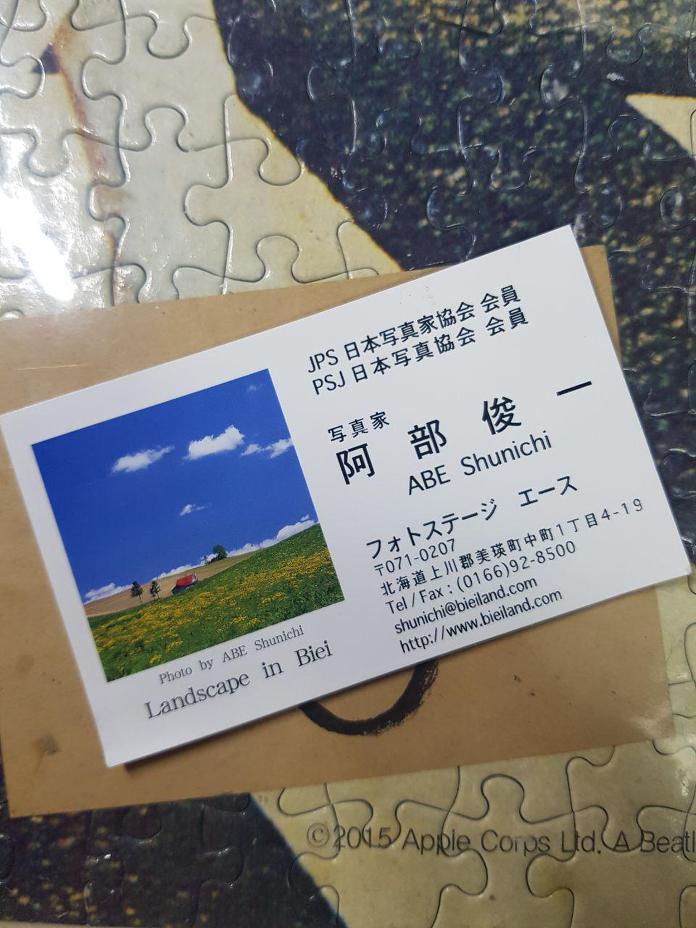 JPS 日本写真家協会 会員
PSJ 日本写真協会 会員
写真家
阿部俊一
ABE Shunichi
フォトステージ エース
〒071-0207
北海道上川郡美瑛町中町1丁目4-19
Tel/Fax:(0166)92-8500
shunichi@bieiland.com
http://www.bieiland.com
Photo by ABE Shunichi
Landscape in Biei
©2015 Apple Corps Ltd. A Beatl